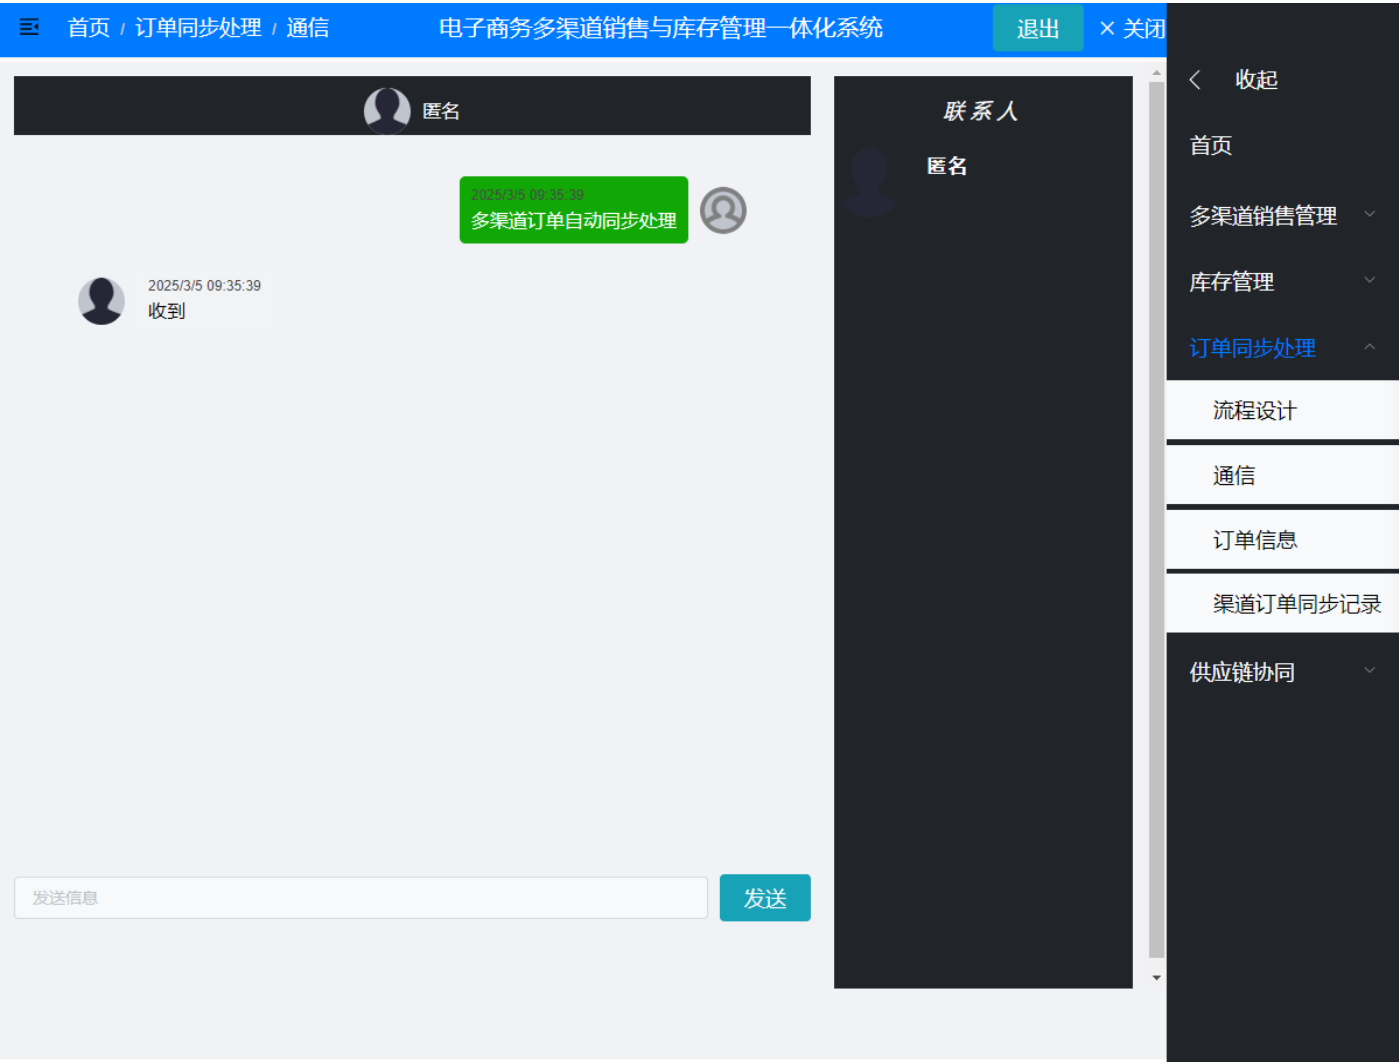 首页 / 订单同步处理 / 通信
电子商务多渠道销售与库存管理一体化系统
退出
× 关闭
匿名
2025/3/5 09:35:39
多渠道订单自动同步处理
2025/3/5 09:35:39
收到
发送信息
发送
联系人
匿名
收起
首页
多渠道销售管理
库存管理
订单同步处理
流程设计
通信
订单信息
渠道订单同步记录
供应链协同